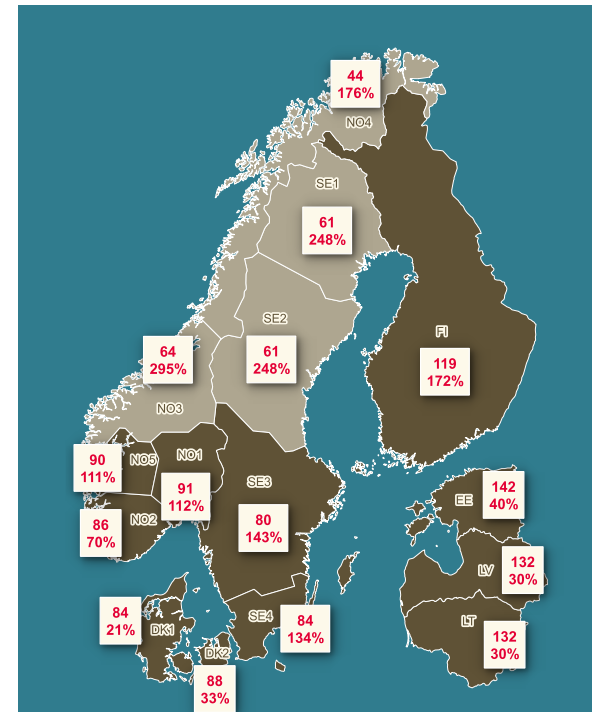 44
176%
NO4
SE1
61
248%
SE2
FI
64
295%
61
248%
119
172%
NO3
NO5
NO1
90
111%
SE3
91
112%
142
40%
EE
86
70%
NO2
80
143%
132
30%
LV
84
21%
DK1
SE4
84
134%
LT
132
30%
DK2
88
33%